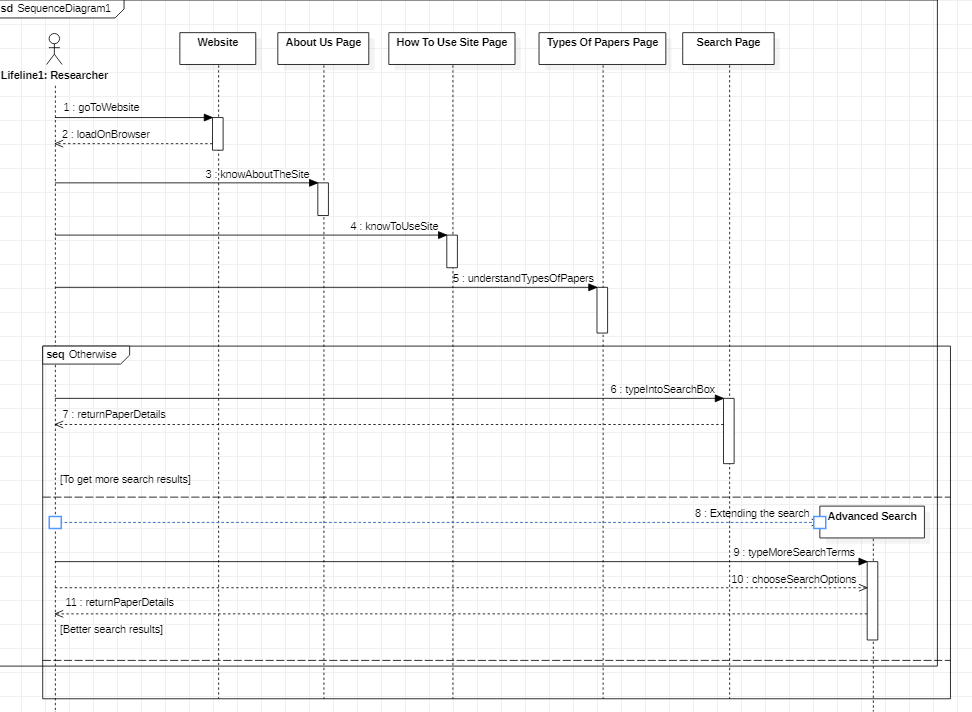 sd SequenceDiagram1
Website
About Us Page
How To Use Site Page
Types Of Papers Page
Search Page
Lifeline1: Researcher
1 : goToWebsite
2 : loadOnBrowser
3 : knowAboutTheSite
4 : knowToUseSite
5 : understandTypesOfPapers
seq Otherwise
6 : typeIntoSearchBox
7 : returnPaperDetails
[To get more search results]
8 : Extending the search
Advanced Search
9 : typeMoreSearchTerms
10 : chooseSearchOptions
11 : returnPaperDetails
[Better search results]